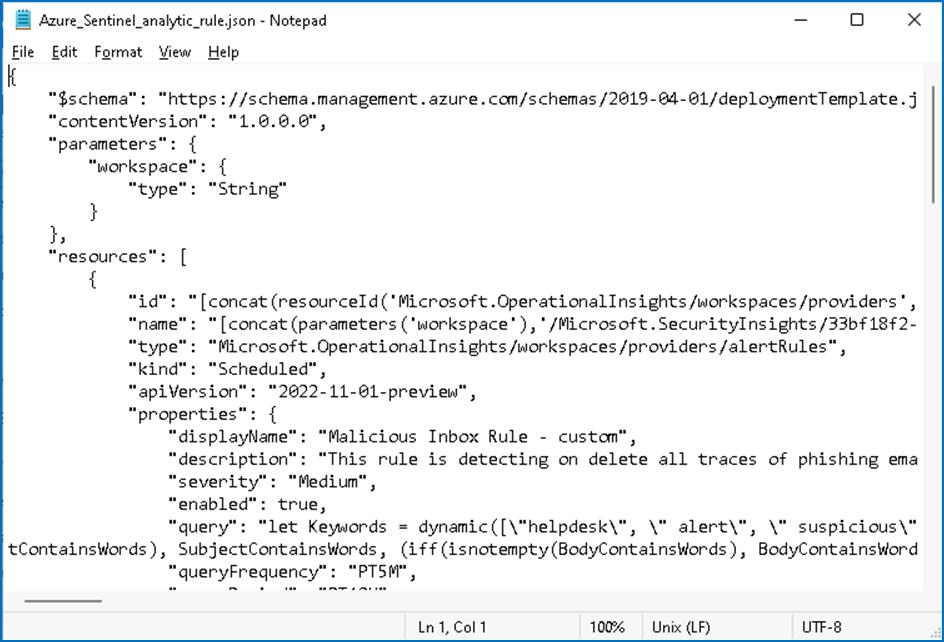 Azure_Sentinel_analytic_rule.json - Notepad
File Edit Format View Help
{
"$schema": "https://schema.management.azure.com/schemas/2019-04-01/deploymentTemplate.j
"contentVersion": "1.0.0.0",
"parameters": {
"workspace": {
"type": "String"
}
},
"resources": [
{
"id": "[concat(resourceId('Microsoft.OperationalInsights/workspaces/providers',
"name": "[concat(parameters('workspace'),'/Microsoft.SecurityInsights/33bf18f2-
"type": "Microsoft.OperationalInsights/workspaces/providers/alertRules",
"kind": "Scheduled",
"apiVersion": "2022-11-01-preview",
"properties": {
"displayName": "Malicious Inbox Rule - custom",
"description": "This rule is detecting on delete all traces of phishing ema
"severity": "Medium",
"enabled": true,
"query": "let Keywords = dynamic([\"helpdesk\", \" alert\", \" suspicious\"
tContainsWords), SubjectContainsWords, (iff(isnotempty(BodyContainsWords), BodyContainsWord
"queryFrequency": "PT5M",
Ln 1, Col 1 100% Unix (LF) UTF-8